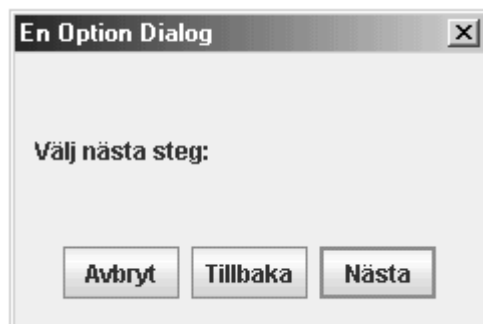 En Option Dialog
Välj nästa steg:
Avbryt Tillbaka Nästa